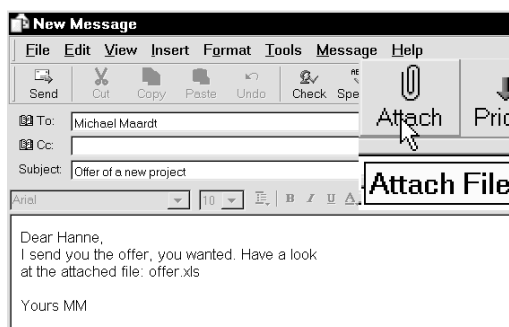 New Message
File Edit View Insert Format Tools Message Help
Send Cut Copy Paste Undo Check
Attach
To: Michael Maardt
Cc:
Subject: Offer of a new project
Attach File
Arial 10 B I U A
Dear Hanne,
I send you the offer, you wanted. Have a look
at the attached file: offer.xls
Yours MM